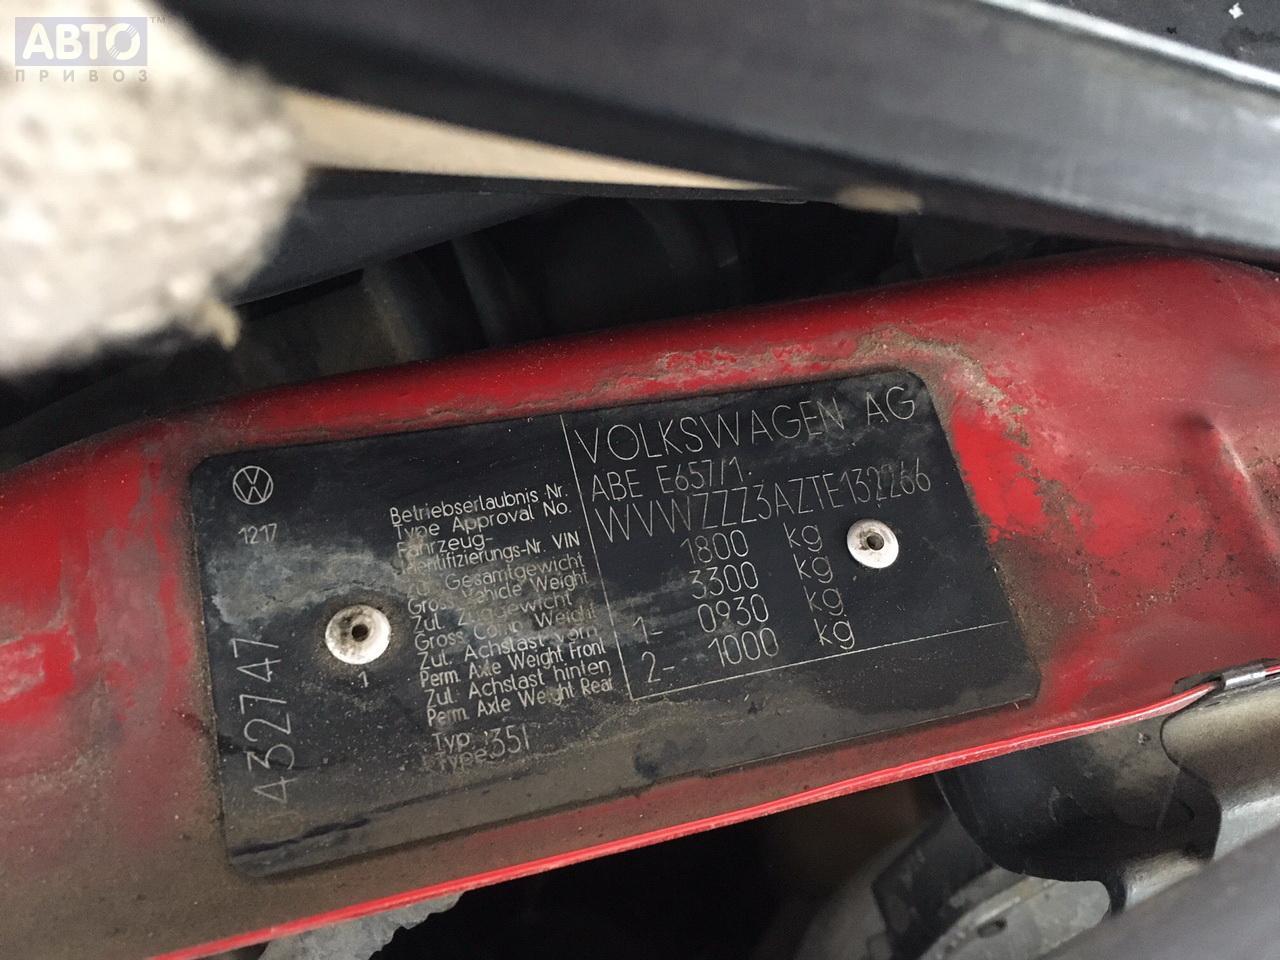 АВТО™
ПРИВОЗ
VOLKSWAGEN AG
ABE E657/1
WVWZZZ3AZTE132266
1800 kg
3300 kg
1- 0930 kg
2- 1000 kg
1217
432747
1
Betriebserlaubnis Nr.
Type Approval No.
Fahrzeug-
Identifizierungs-Nr. VIN
Zul. Gesamtgewicht
Gross Vehicle Weight
Zul. Zuggewicht
Gross Comb. Weight
Zul. Achslast vorn
Perm. Axle Weight Front
Zul. Achslast hinten
Perm. Axle Weight Rear
Typ
Type 35I